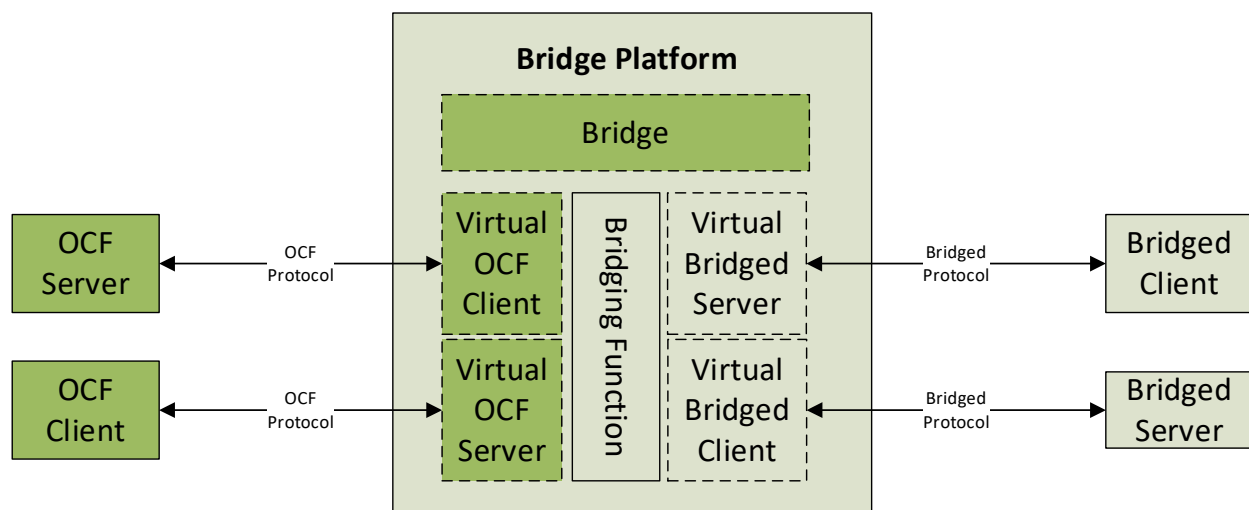 Bridge Platform
Bridge
OCF
Server
OCF
Protocol
Virtual
OCF
Client
Bridging Function
Virtual
Bridged
Server
Bridged
Protocol
Bridged
Client
OCF
Client
OCF
Protocol
Virtual
OCF
Server
Virtual
Bridged
Client
Bridged
Protocol
Bridged
Server